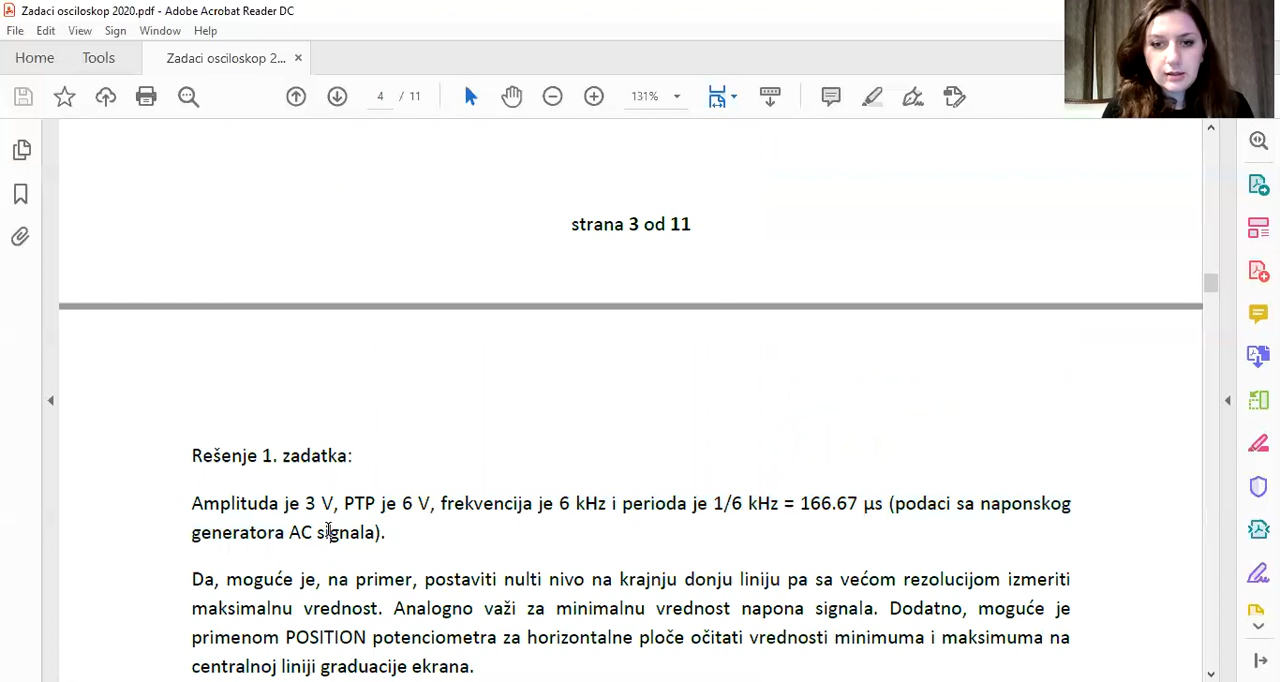 Zadaci osciloskop 2020.pdf - Adobe Acrobat Reader DC
File Edit View Sign Window Help
Home Tools Zadaci osciloskop 2... ×
4 / 11 131%
strana 3 od 11
Rešenje 1. zadatka:
Amplituda je 3 V, PTP je 6 V, frekvencija je 6 kHz i perioda je 1/6 kHz = 166.67 μs (podaci sa naponskog
generatora AC signala).
Da, moguće je, na primer, postaviti nulti nivo na krajnju donju liniju pa sa većom rezolucijom izmeriti
maksimalnu vrednost. Analogno važi za minimalnu vrednost napona signala. Dodatno, moguće je
primenom POSITION potenciometra za horizontalne ploče očitati vrednosti minimuma i maksimuma na
centralnoj liniji graduacije ekrana.